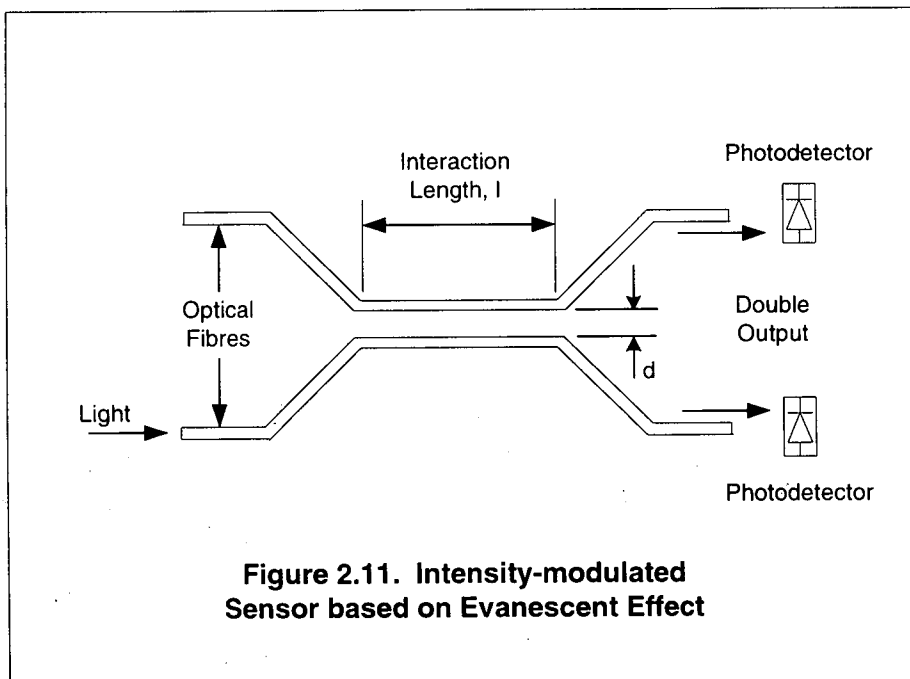 Photodetector
Interaction
Length, l
Optical
Fibres
Double
Output
d
Light
Photodetector
Figure 2.11. Intensity-modulated
Sensor based on Evanescent Effect